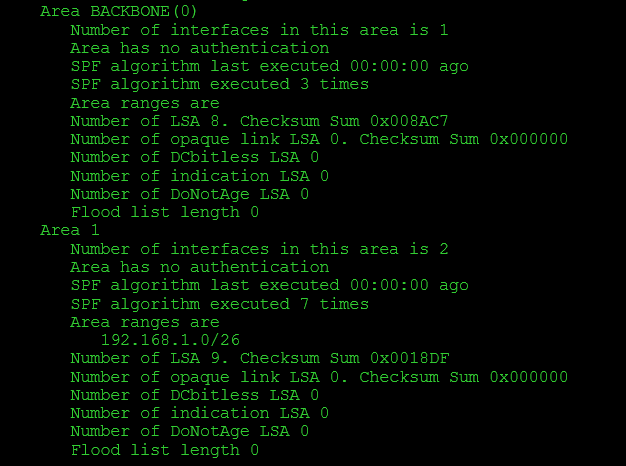 Area BACKBONE(0)
Number of interfaces in this area is 1
Area has no authentication
SPF algorithm last executed 00:00:00 ago
SPF algorithm executed 3 times
Area ranges are
Number of LSA 8. Checksum Sum 0x008AC7
Number of opaque link LSA 0. Checksum Sum 0x000000
Number of DCbitless LSA 0
Number of indication LSA 0
Number of DoNotAge LSA 0
Flood list length 0
Area 1
Number of interfaces in this area is 2
Area has no authentication
SPF algorithm last executed 00:00:00 ago
SPF algorithm executed 7 times
Area ranges are
192.168.1.0/26
Number of LSA 9. Checksum Sum 0x0018DF
Number of opaque link LSA 0. Checksum Sum 0x000000
Number of DCbitless LSA 0
Number of indication LSA 0
Number of DoNotAge LSA 0
Flood list length 0